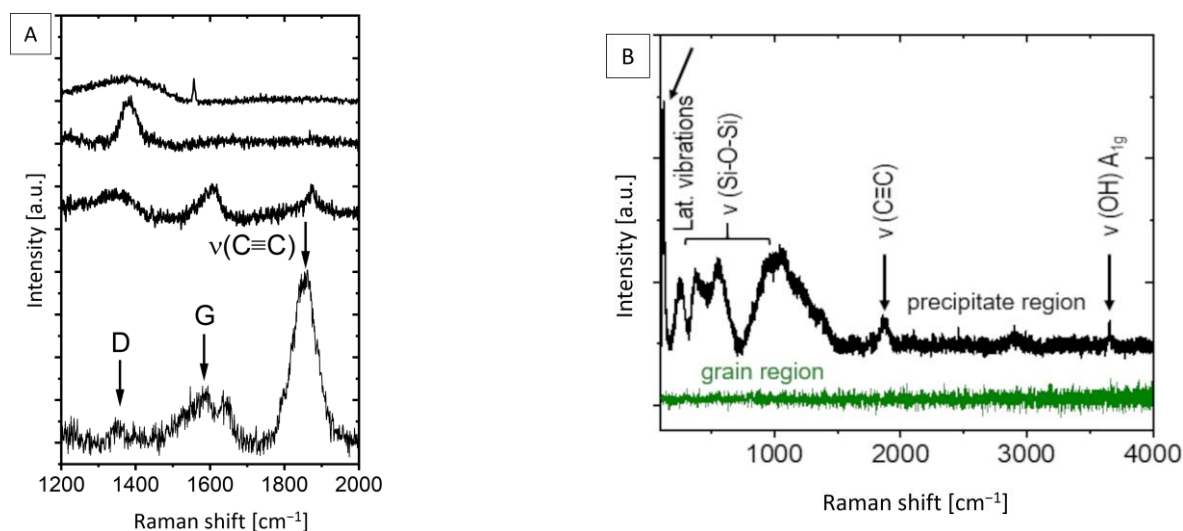 A
ν(C≡C)
D
G
Intensity [a.u.]
1200 1400 1600 1800 2000
Raman shift [cm⁻¹]
B
Lat. vibrations
ν (Si-O-Si)
ν (C≡C)
ν (OH) A₁g
precipitate region
grain region
Intensity [a.u.]
1000 2000 3000 4000
Raman shift [cm⁻¹]